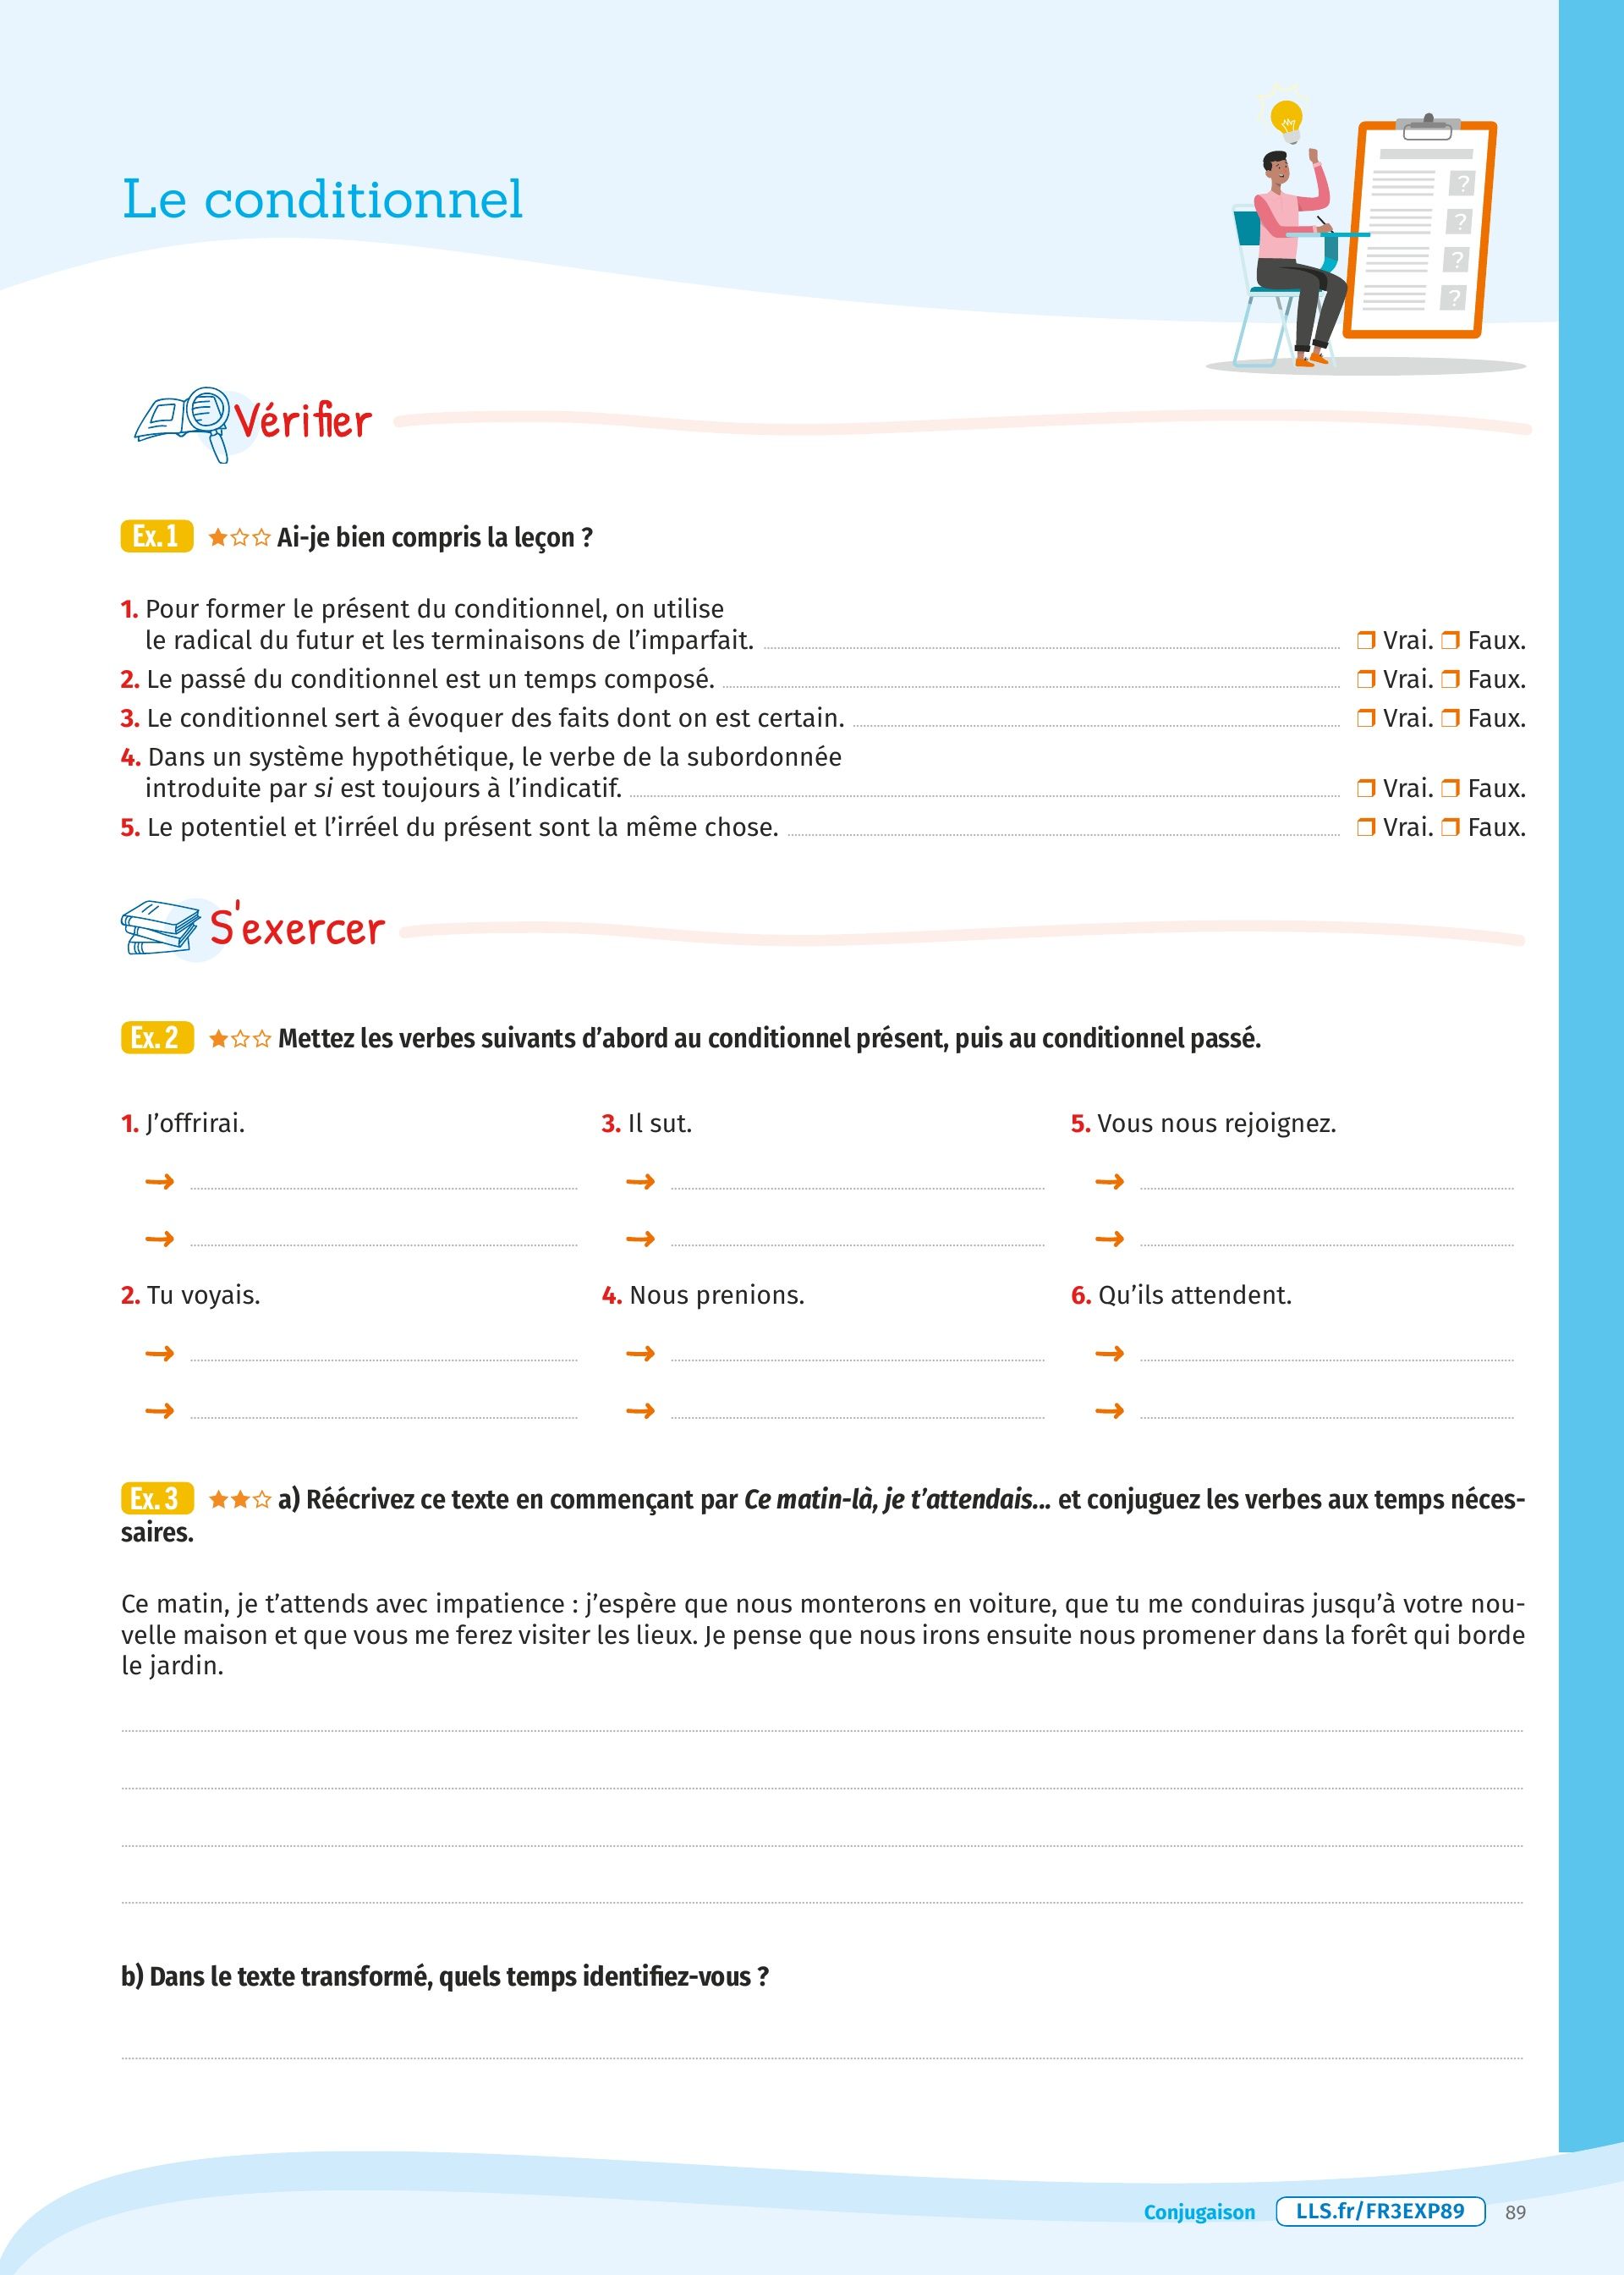 Le conditionnel
?
?
?
?
Vérifier
Ex. 1 Ai-je bien compris la leçon ?
1. Pour former le présent du conditionnel, on utilise
le radical du futur et les terminaisons de l’imparfait. ❐ Vrai. ❐ Faux.
2. Le passé du conditionnel est un temps composé. ❐ Vrai. ❐ Faux.
3. Le conditionnel sert à évoquer des faits dont on est certain. ❐ Vrai. ❐ Faux.
4. Dans un système hypothétique, le verbe de la subordonnée
introduite par si est toujours à l’indicatif. ❐ Vrai. ❐ Faux.
5. Le potentiel et l’irréel du présent sont la même chose. ❐ Vrai. ❐ Faux.
S'exercer
Ex. 2 Mettez les verbes suivants d’abord au conditionnel présent, puis au conditionnel passé.
1. J’offrirai.
→
→
2. Tu voyais.
→
→
3. Il sut.
→
→
4. Nous prenions.
→
→
5. Vous nous rejoignez.
→
→
6. Qu’ils attendent.
→
→
Ex. 3 a) Réécrivez ce texte en commençant par Ce matin-là, je t’attendais... et conjuguez les verbes aux temps néces-
saires.
Ce matin, je t’attends avec impatience : j’espère que nous monterons en voiture, que tu me conduiras jusqu’à votre nou-
velle maison et que vous me ferez visiter les lieux. Je pense que nous irons ensuite nous promener dans la forêt qui borde
le jardin.
b) Dans le texte transformé, quels temps identifiez-vous ?
Conjugaison LLS.fr/FR3EXP89 89